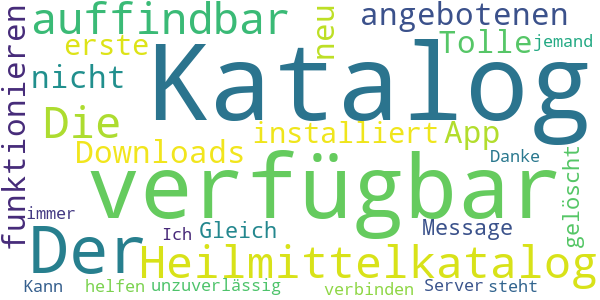 auffindbar
erste
neu
angebotenen
Tolle
jemand
funktionieren
nicht
Katalog
Die
installiert
App
Downloads
Danke
verfügbar
gelöscht
immer
Ich
Gleich
Message
Der
Heilmittelkatalog
Kann
helfen
unzuverlässig
verbinden
Server
steht